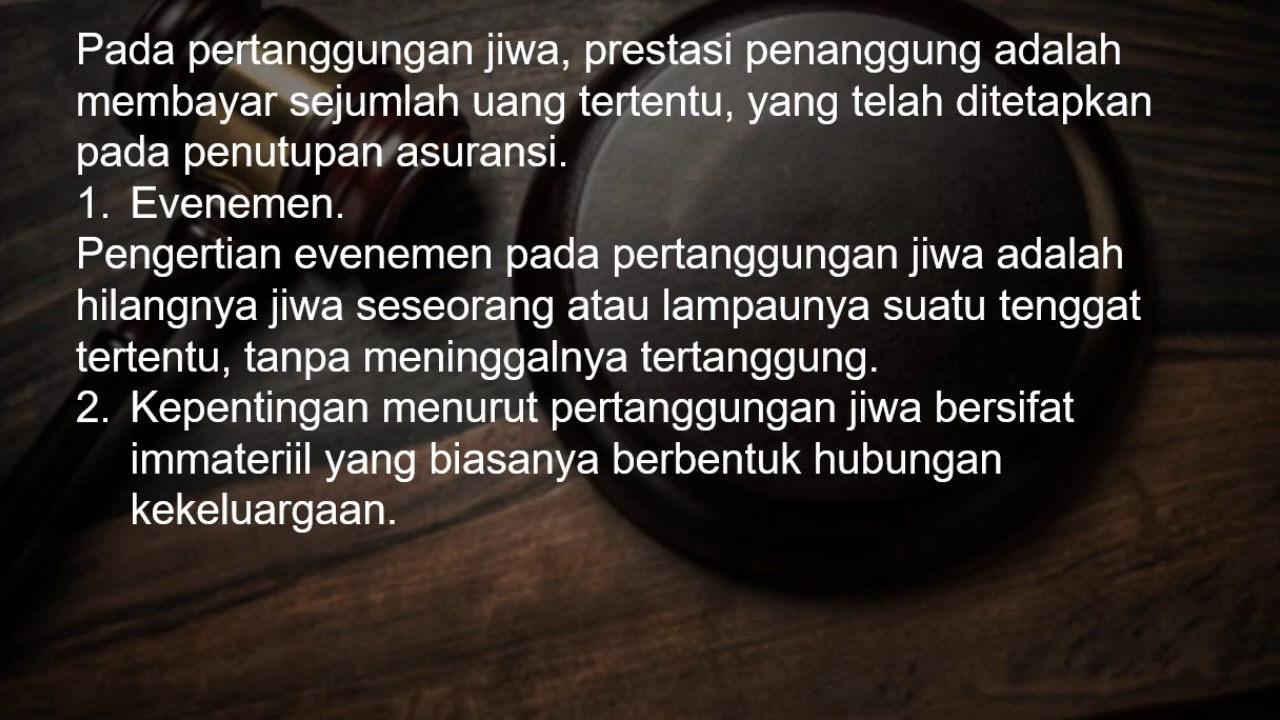 Pada pertanggungan jiwa, prestasi penanggung adalah
membayar sejumlah uang tertentu, yang telah ditetapkan
pada penutupan asuransi.
1. Evenemen.
Pengertian evenemen pada pertanggungan jiwa adalah
hilangnya jiwa seseorang atau lampaunya suatu tenggat
tertentu, tanpa meninggalnya tertanggung.
2. Kepentingan menurut pertanggungan jiwa bersifat
immateriil yang biasanya berbentuk hubungan
kekeluargaan.